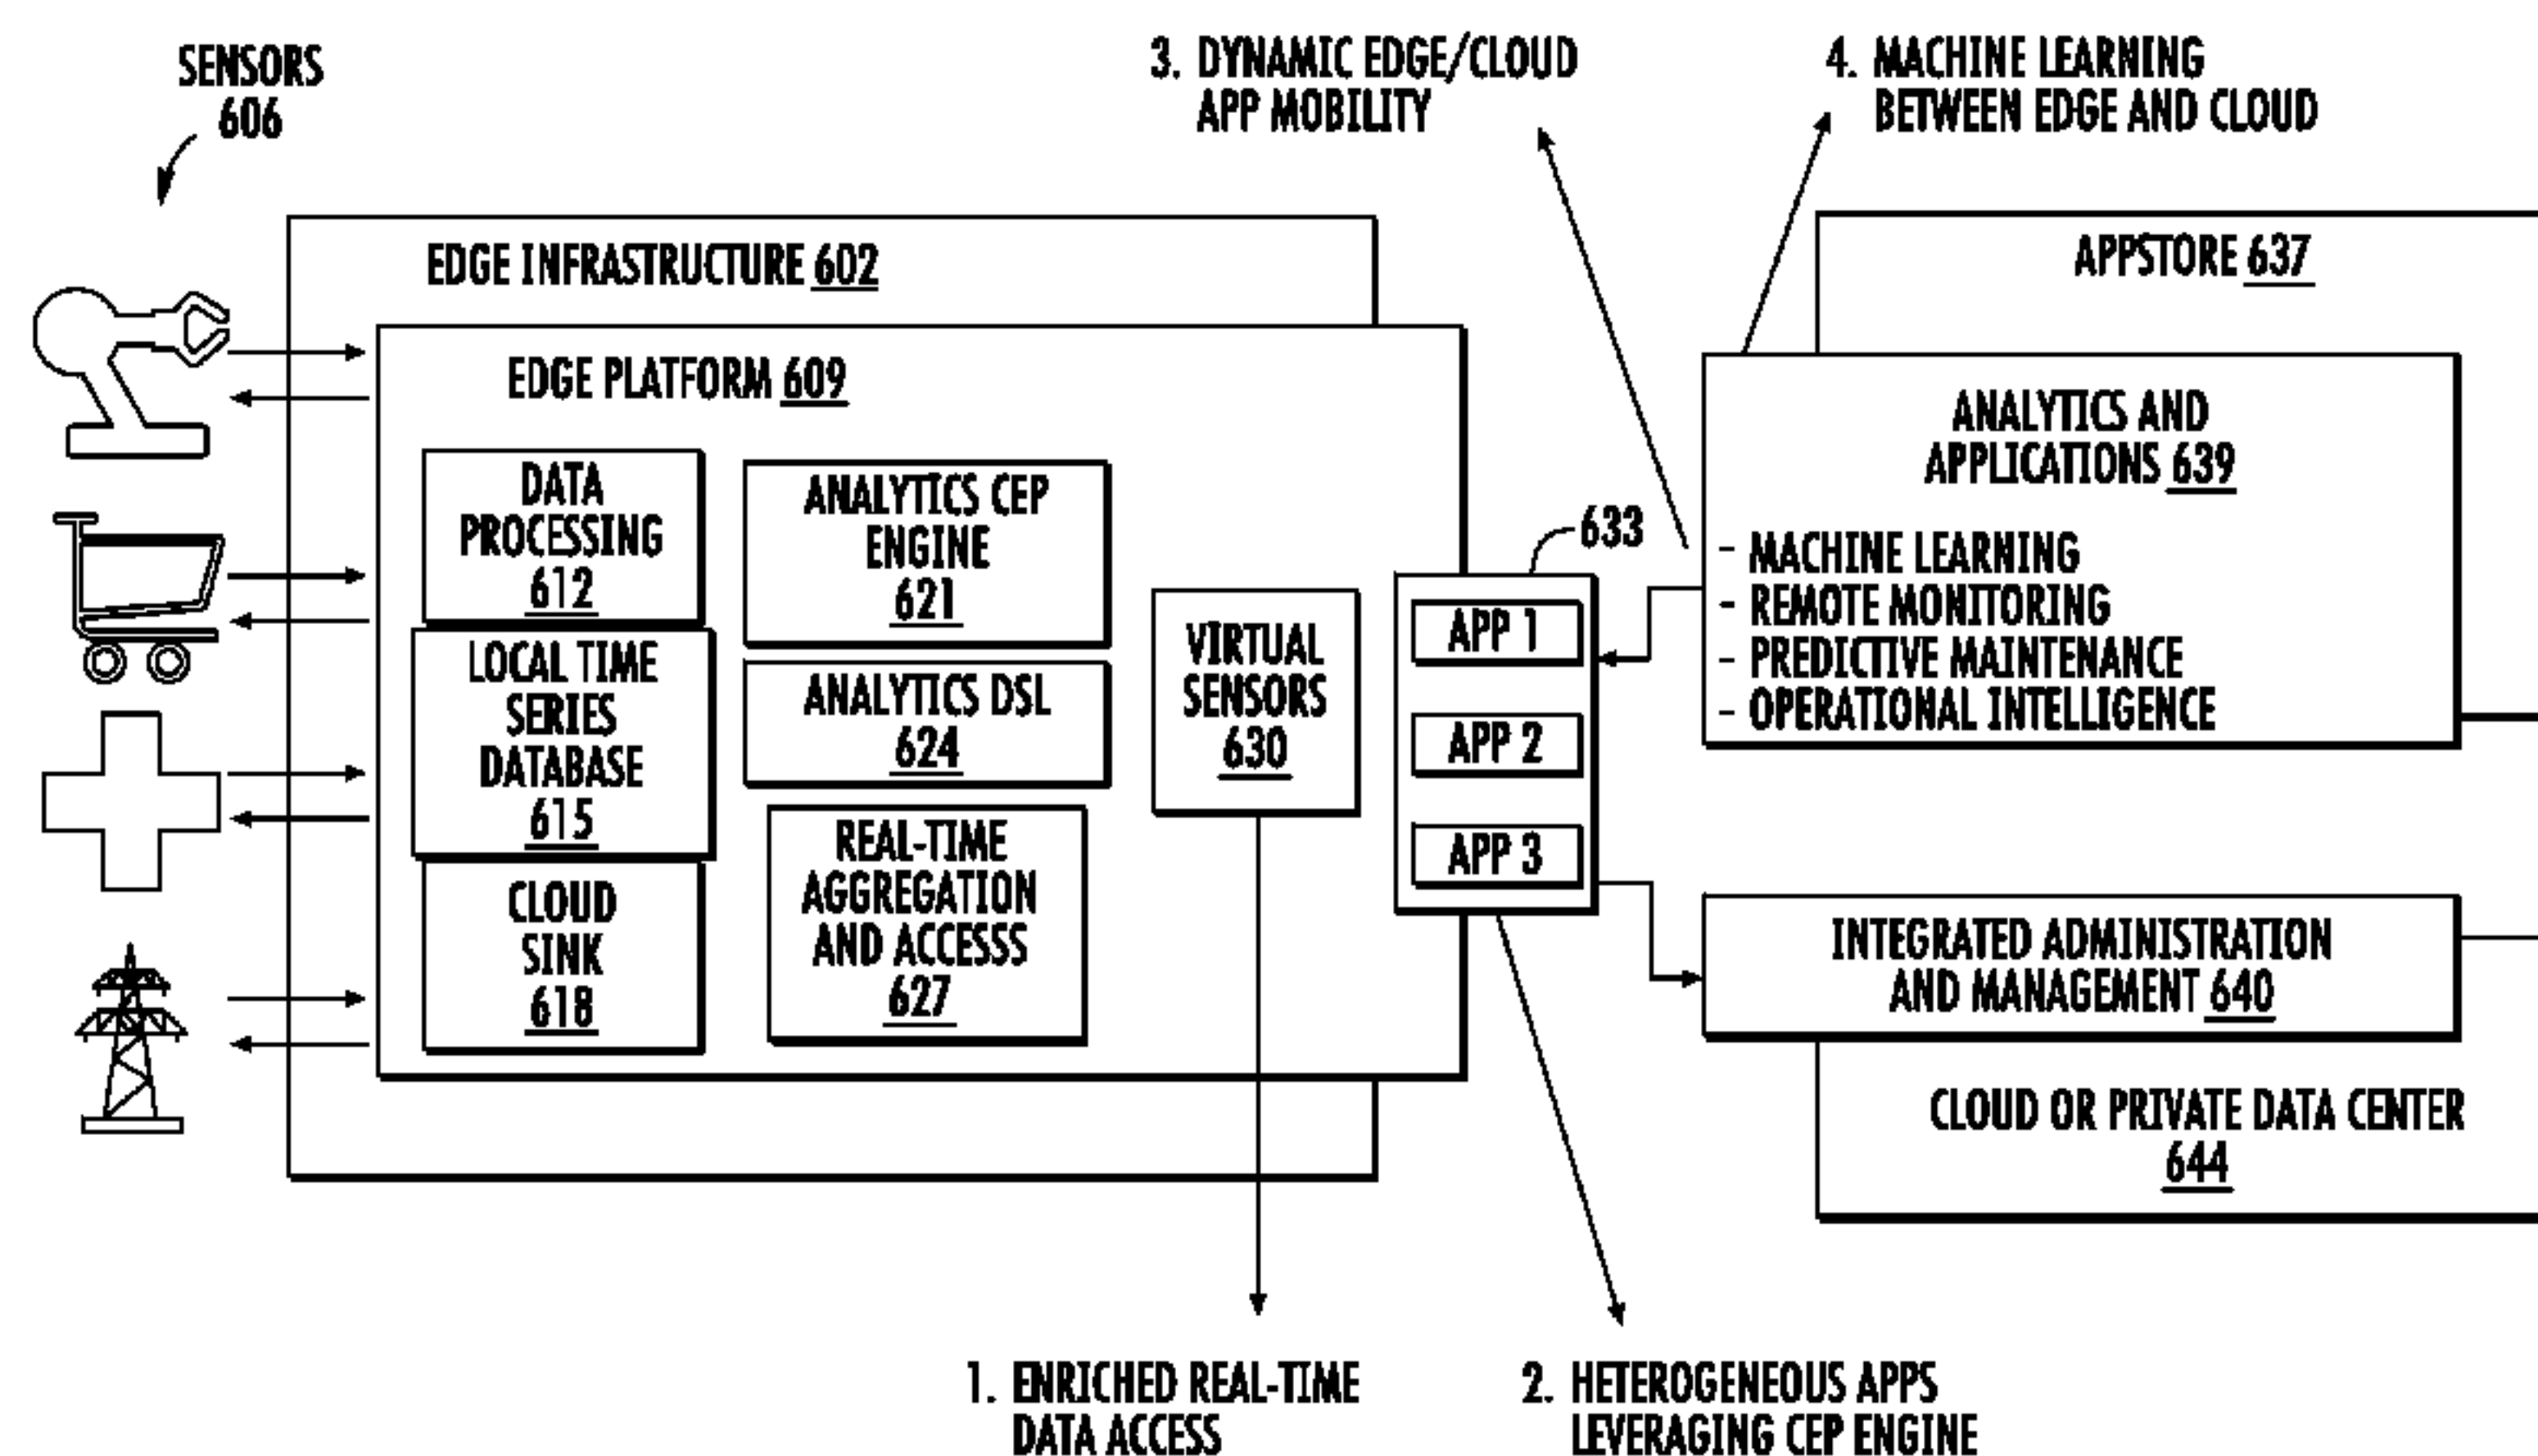 SENSORS
606
3. DYNAMIC EDGE/CLOUD
APP MOBILITY
4. MACHINE LEARNING
BETWEEN EDGE AND CLOUD
EDGE INFRASTRUCTURE 602
EDGE PLATFORM 609
DATA
PROCESSING
612
LOCAL TIME
SERIES
DATABASE
615
CLOUD
SINK
618
ANALYTICS CEP
ENGINE
621
ANALYTICS DSL
624
REAL-TIME
AGGREGATION
AND ACCESSS
627
VIRTUAL
SENSORS
630
633
APP 1
APP 2
APP 3
APPSTORE 637
ANALYTICS AND
APPLICATIONS 639
- MACHINE LEARNING
- REMOTE MONITORING
- PREDICTIVE MAINTENANCE
- OPERATIONAL INTELLIGENCE
INTEGRATED ADMINISTRATION
AND MANAGEMENT 640
CLOUD OR PRIVATE DATA CENTER
644
1. ENRICHED REAL-TIME
DATA ACCESS
2. HETEROGENEOUS APPS
LEVERAGING CEP ENGINE